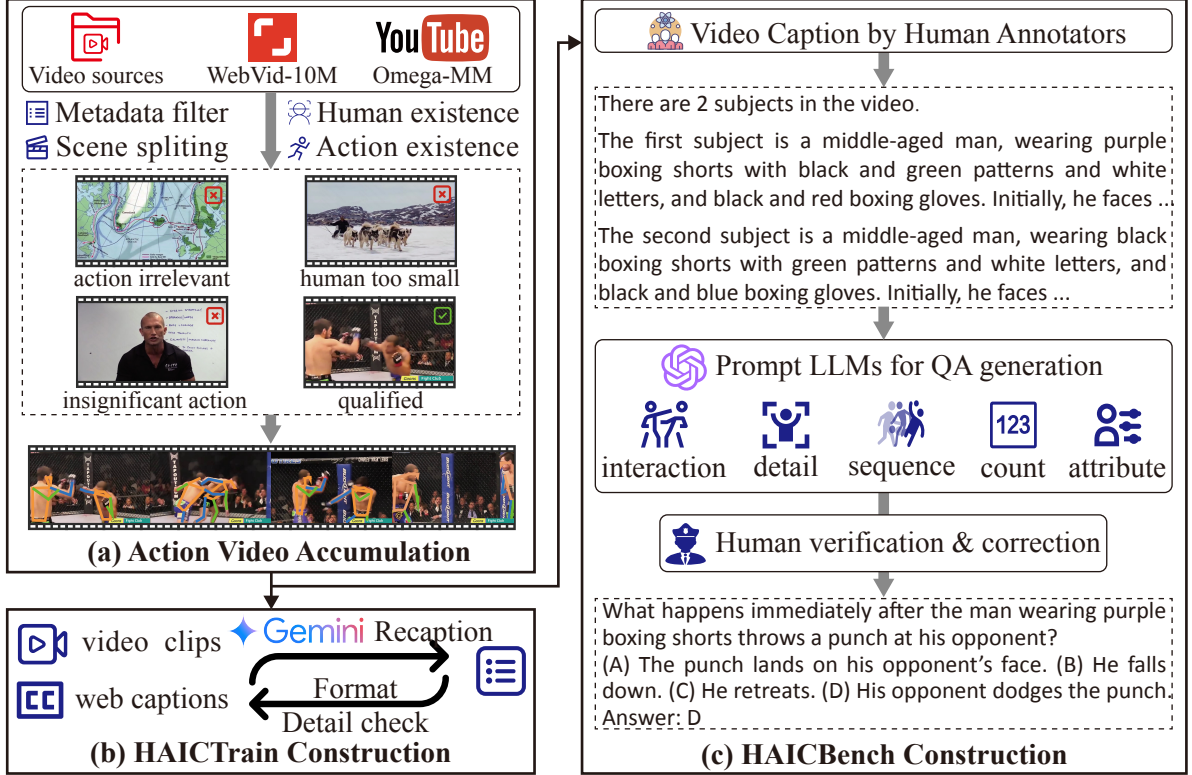 YouTube
Video sources
WebVid-10M
Omega-MM
Metadata filter
Human existence
Scene spliting
Action existence
action irrelevant
human too small
insignificant action
qualified
(a) Action Video Accumulation
video clips
Gemini Recaption
web captions
Format
Detail check
(b) HAICTrain Construction
Video Caption by Human Annotators
There are 2 subjects in the video.
The first subject is a middle-aged man, wearing purple
boxing shorts with black and green patterns and white
letters, and black and red boxing gloves. Initially, he faces ...
The second subject is a middle-aged man, wearing black
boxing shorts with green patterns and white letters, and
black and blue boxing gloves. Initially, he faces ...
Prompt LLMs for QA generation
123
interaction
detail
sequence
count
attribute
Human verification & correction
What happens immediately after the man wearing purple
boxing shorts throws a punch at his opponent?
(A) The punch lands on his opponent's face. (B) He falls
down. (C) He retreats. (D) His opponent dodges the punch.
Answer: D
(c) HAICBench Construction